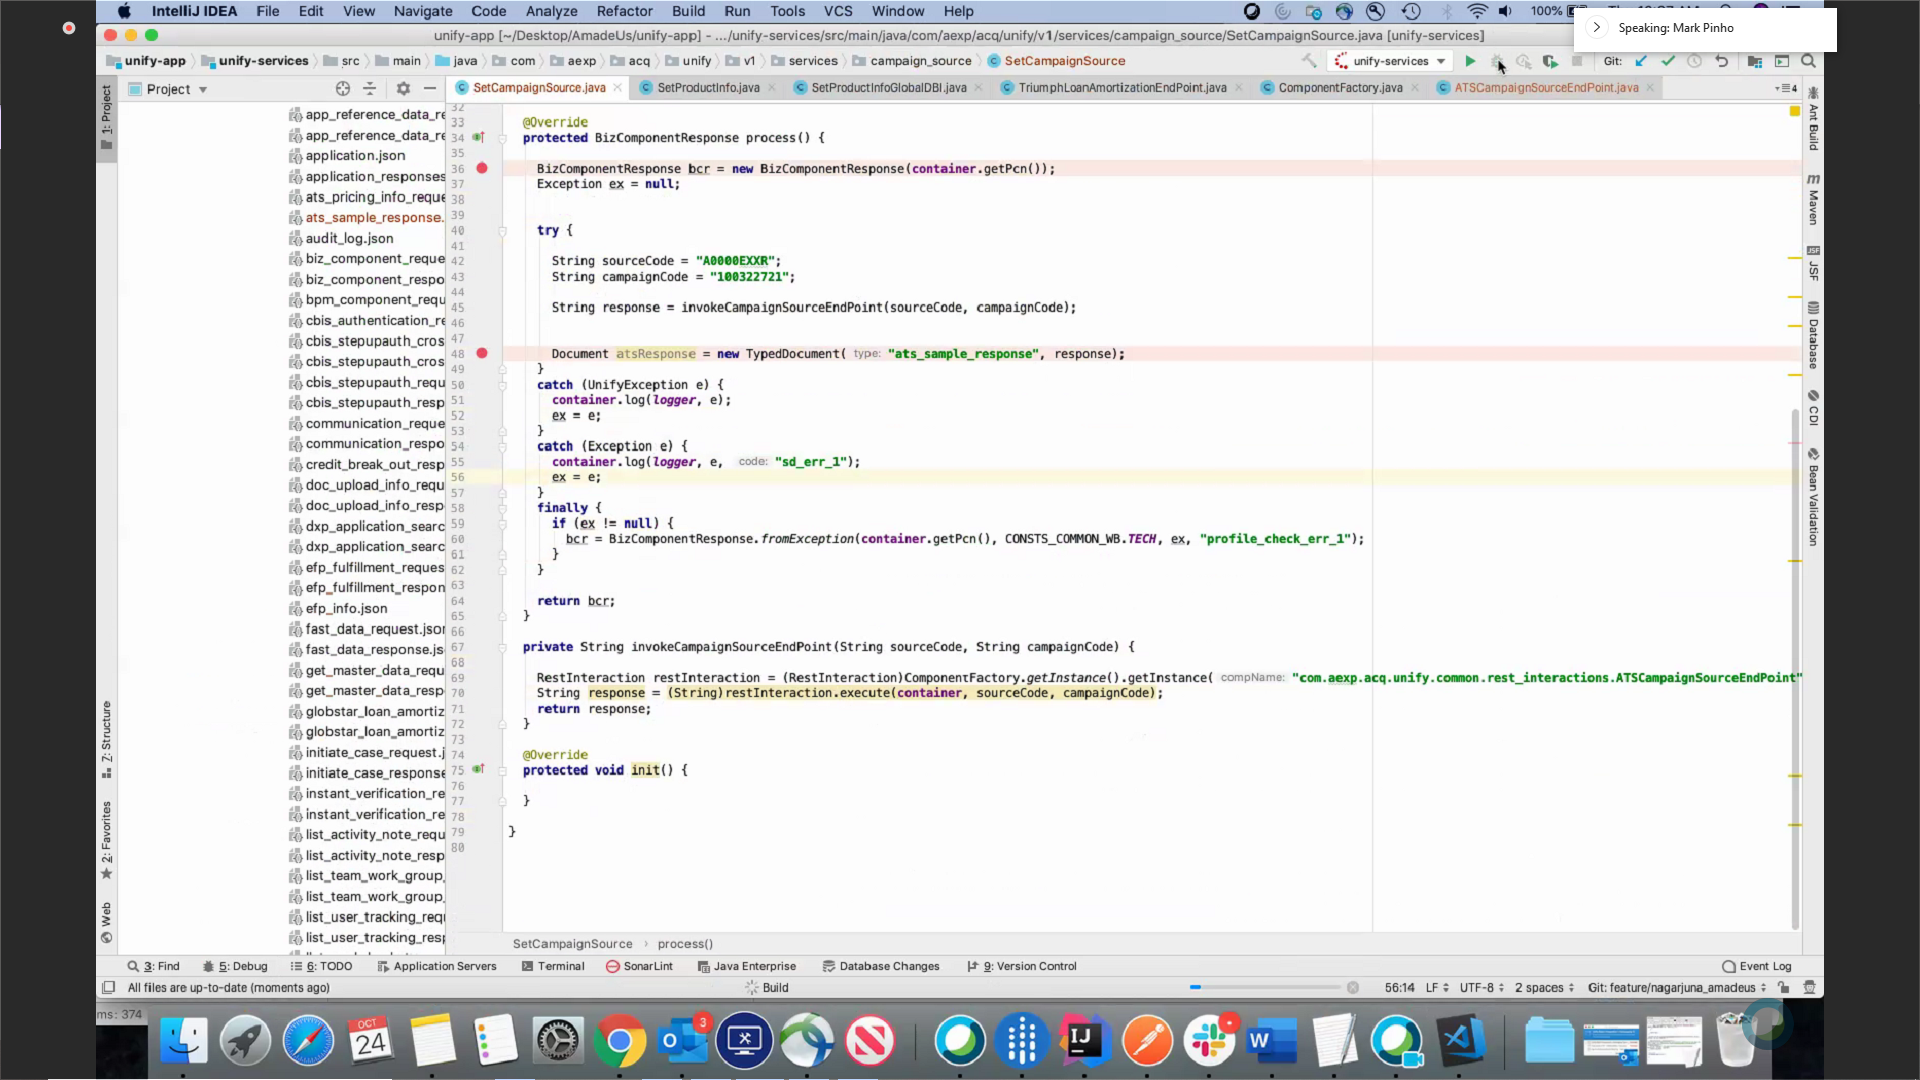 IntelliJ IDEA File Edit View Navigate Code Analyze Refactor Build Run Tools VCS Window Help 100%
Speaking: Mark Pinho
unify-app [~/Desktop/AmadeUs/unify-app] - .../unify-services/src/main/java/com/aexp/acq/unify/v1/services/campaign_source/SetCampaignSource.java [unify-services]
unify-app unify-services src main java com aexp acq unify v1 services campaign_source SetCampaignSource unify-services Git:
Project SetCampaignSource.java SetProductInfo.java SetProductInfoGlobalDBI.java TriumphLoanAmortizationEndPoint.java ComponentFactory.java ATSCampaignSourceEndPoint.java 4
1: Project
7: Structure
2: Favorites
Web
app_reference_data_re
app_reference_data_re
application.json
application_responses
ats_pricing_info_reque
ats_sample_response.
audit_log.json
biz_component_reque
biz_component_respo
bpm_component_requ
cbis_authentication_re
cbis_stepupauth_cros
cbis_stepupauth_cros
cbis_stepupauth_requ
cbis_stepupauth_resp
communication_reque
communication_respo
credit_break_out_resp
doc_upload_info_requ
doc_upload_info_resp
dxp_application_searc
dxp_application_searc
efp_fulfillment_reques
efp_fulfillment_respon
efp_info.json
fast_data_request.json
fast_data_response.js
get_master_data_requ
get_master_data_resp
globstar_loan_amortiz
globstar_loan_amortiz
initiate_case_request.j
initiate_case_response
instant_verification_re
instant_verification_re
list_activity_note_requ
list_activity_note_resp
list_team_work_group_
list_team_work_group_
list_user_tracking_requ
list_user_tracking_resp
32
33 @Override
34 protected BizComponentResponse process() {
35
36 BizComponentResponse bcr = new BizComponentResponse(container.getPcn());
37 Exception ex = null;
38
39
40 try {
41
42 String sourceCode = "A0000EXXR";
43 String campaignCode = "100322721";
44
45 String response = invokeCampaignSourceEndPoint(sourceCode, campaignCode);
46
47
48 Document atsResponse = new TypedDocument( type: "ats_sample_response", response);
49 }
50 catch (UnifyException e) {
51 container.log(logger, e);
52 ex = e;
53 }
54 catch (Exception e) {
55 container.log(logger, e, code: "sd_err_1");
56 ex = e;
57 }
58 finally {
59 if (ex != null) {
60 bcr = BizComponentResponse.fromException(container.getPcn(), CONSTS_COMMON_WB.TECH, ex, "profile_check_err_1");
61 }
62 }
63
64 return bcr;
65 }
66
67 private String invokeCampaignSourceEndPoint(String sourceCode, String campaignCode) {
68
69 RestInteraction restInteraction = (RestInteraction)ComponentFactory.getInstance().getInstance( compName: "com.aexp.acq.unify.common.rest_interactions.ATSCampaignSourceEndPoint"
70 String response = (String)restInteraction.execute(container, sourceCode, campaignCode);
71 return response;
72 }
73
74 @Override
75 protected void init() {
76
77 }
78
79 }
80
Ant Build
Maven
JSF
Database
CDI
Bean Validation
SetCampaignSource › process()
3: Find 5: Debug 6: TODO Application Servers Terminal SonarLint Java Enterprise Database Changes 9: Version Control Event Log
All files are up-to-date (moments ago) Build 56:14 LF UTF-8 2 spaces Git: feature/nagarjuna_amadeus
ms: 374
OCT
24
3